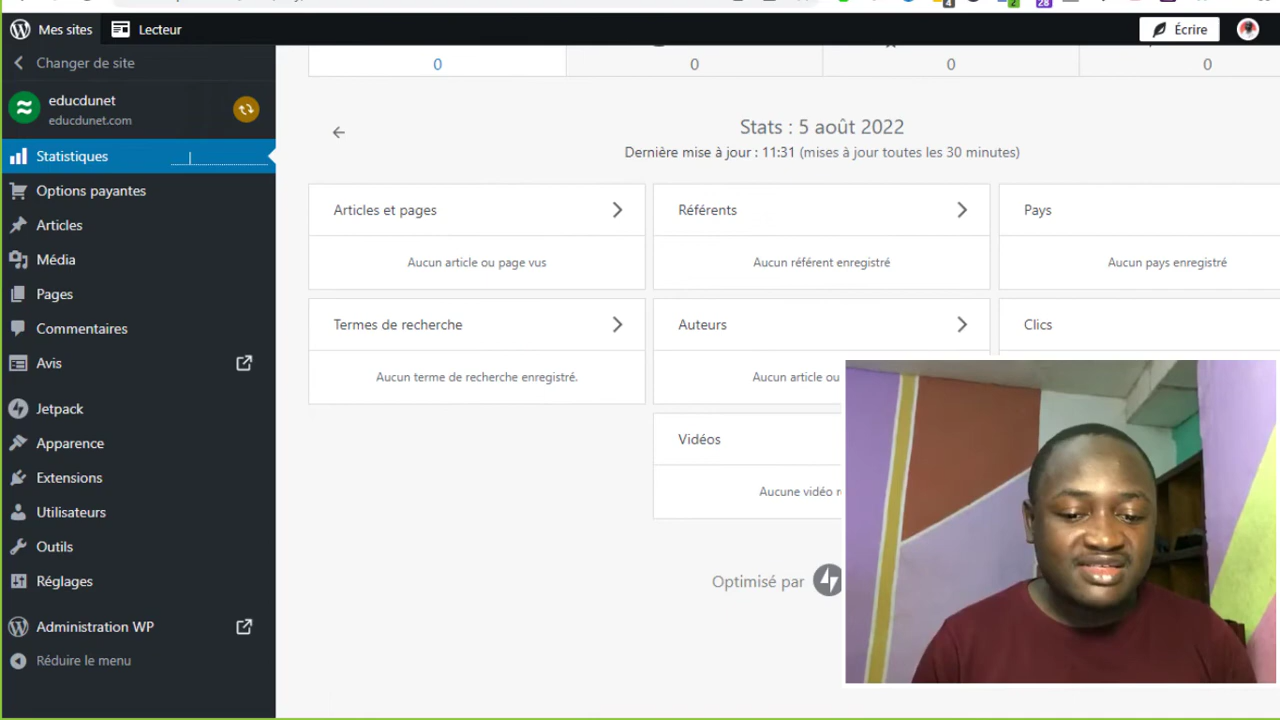 4
2
28
Mes sites
Lecteur
Écrire
Changer de site
educdunet
educdunet.com
Statistiques
Options payantes
Articles
Média
Pages
Commentaires
Avis
Jetpack
Apparence
Extensions
Utilisateurs
Outils
Réglages
Administration WP
Réduire le menu
0
0
0
0
Stats : 5 août 2022
Dernière mise à jour : 11:31 (mises à jour toutes les 30 minutes)
Articles et pages
Aucun article ou page vus
Référents
Aucun référent enregistré
Pays
Aucun pays enregistré
Termes de recherche
Aucun terme de recherche enregistré.
Auteurs
Aucun article ou
Clics
Vidéos
Aucune vidéo
Optimisé par